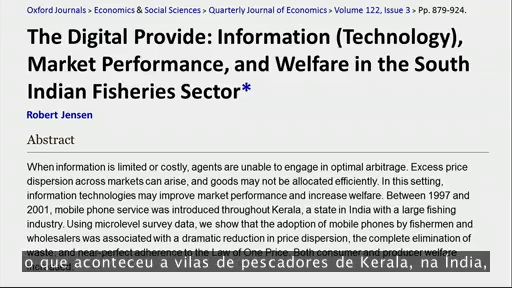 Oxford Journals > Economics & Social Sciences > Quarterly Journal of Economics > Volume 122, Issue 3 > Pp. 879-924.
The Digital Provide: Information (Technology),
Market Performance, and Welfare in the South
Indian Fisheries Sector*
Robert Jensen
Abstract
When information is limited or costly, agents are unable to engage in optimal arbitrage. Excess price
dispersion across markets can arise, and goods may not be allocated efficiently. In this setting,
information technologies may improve market performance and increase welfare. Between 1997 and
2001, mobile phone service was introduced throughout Kerala, a state in India with a large fishing
industry. Using microlevel survey data, we show that the adoption of mobile phones by fishermen and
wholesalers was associated with a dramatic reduction in price dispersion, the complete elimination of
waste, and near-perfect adherence to the Law of One Price. Both consumer and producer welfare
o que aconteceu a vilas de pescadores de Kerala, na Índia,